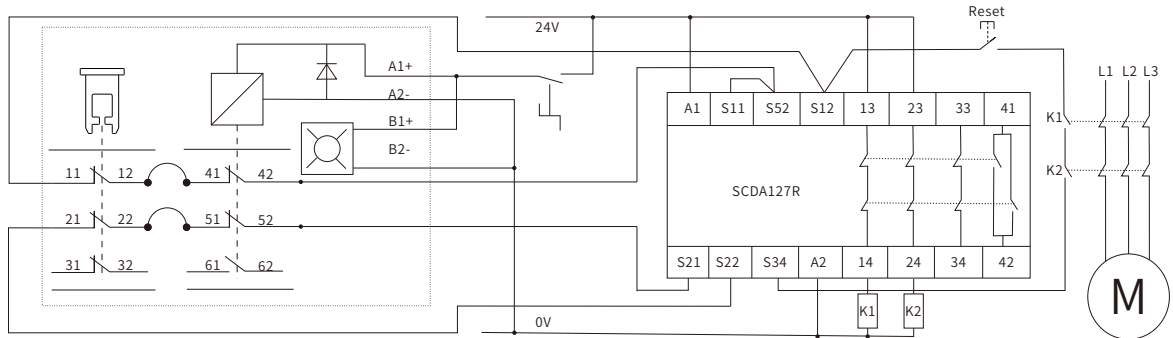 Reset
24V
A1+
A2-
B1+
B2-
L1 L2 L3
A1 S11 S52 S12 13 23 33 41
K1
K2
11 12 41 42
SCDA127R
21 22 51 52
31 32 61 62
S21 S22 S34 A2 14 24 34 42
K1 K2
M
0V